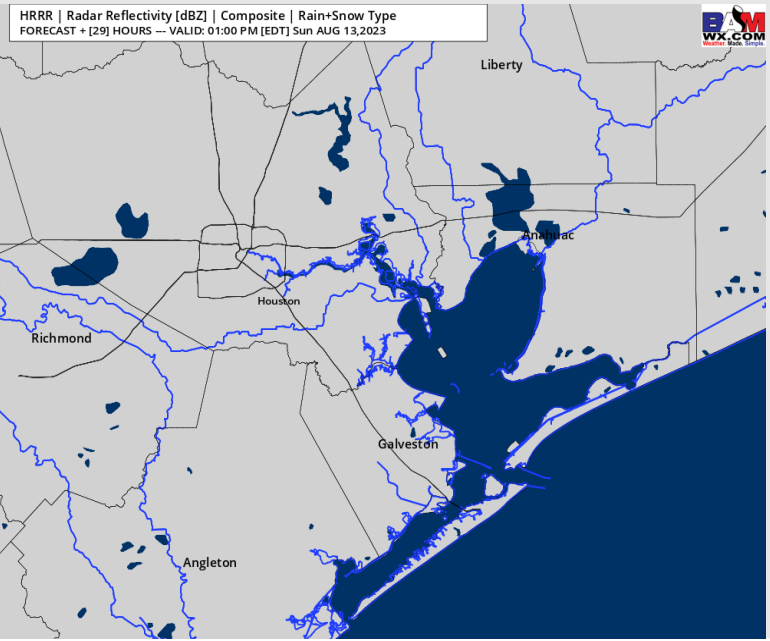 HRRR | Radar Reflectivity [dBZ] | Composite | Rain+Snow Type
FORECAST + [29] HOURS --- VALID: 01:00 PM [EDT] Sun AUG 13,2023
BAM
WX.COM
Weather. Made. Simple.
Liberty
Anahuac
Houston
Richmond
Galveston
Angleton